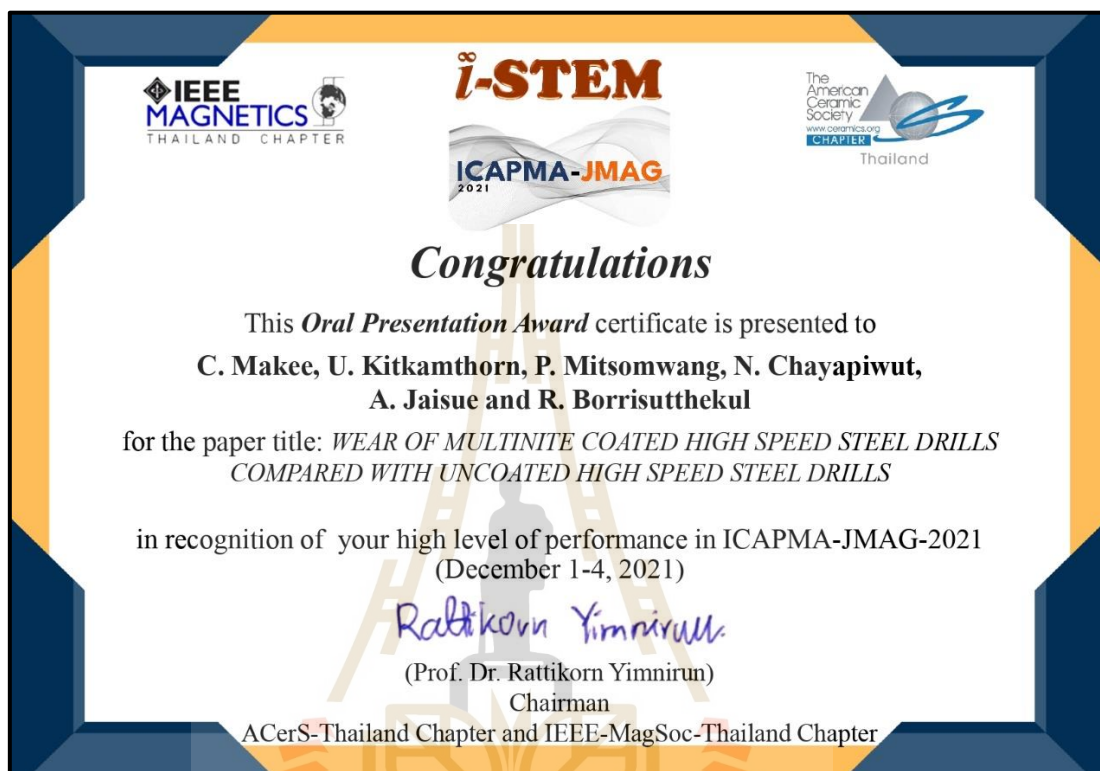 IEEE
MAGNETICS
THAILAND CHAPTER
i-STEM
ICAPMA-JMAG
2021
The
American
Ceramic
Society
www.ceramics.org
CHAPTER
Thailand
Congratulations
This Oral Presentation Award certificate is presented to
C. Makee, U. Kitkamthorn, P. Mitsomwang, N. Chayapiwut,
A. Jaisue and R. Borrisutthekul
for the paper title: WEAR OF MULTINITE COATED HIGH SPEED STEEL DRILLS
COMPARED WITH UNCOATED HIGH SPEED STEEL DRILLS
in recognition of your high level of performance in ICAPMA-JMAG-2021
(December 1-4, 2021)
Rattikorn Yimnirun
(Prof. Dr. Rattikorn Yimnirun)
Chairman
ACerS-Thailand Chapter and IEEE-MagSoc-Thailand Chapter